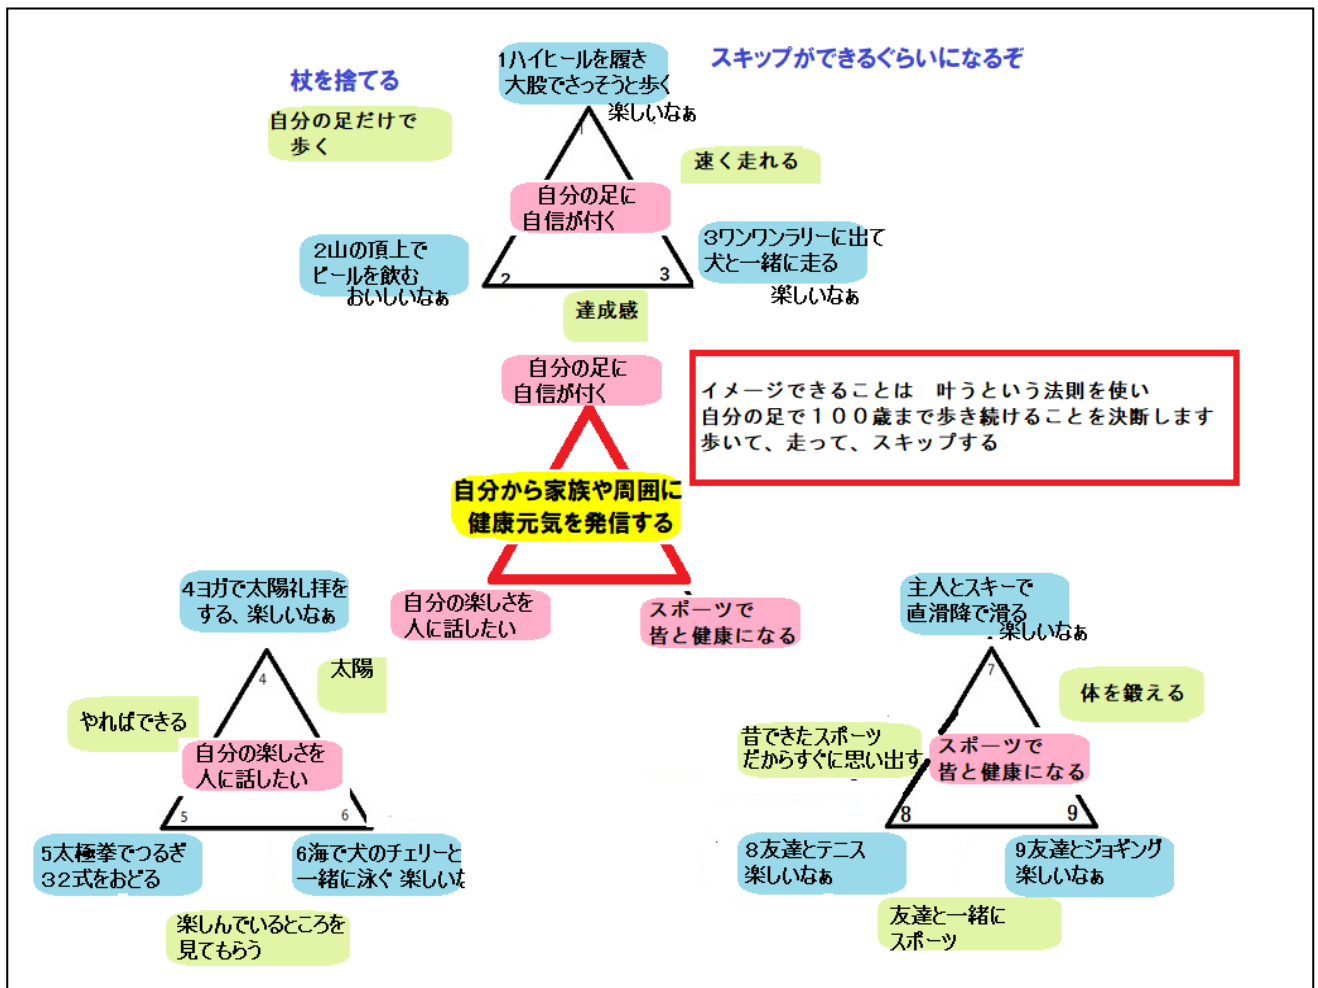 杖を捨てる
スキップができるぐらいになるぞ
1ハイヒールを履き
大股でさっそうと歩く
楽しいなぁ
自分の足だけで
歩く
速く走れる
1
自分の足に
自信が付く
2山の頂上で
ビールを飲む
おいしいなぁ
3ワンワンラリーに出て
犬と一緒に走る
楽しいなぁ
2
3
達成感
自分の足に
自信が付く
イメージできることは 叶うという法則を使い
自分の足で100歳まで歩き続けることを決断します
歩いて、走って、スキップする
自分から家族や周囲に
健康元気を発信する
自分の楽しさを
人に話したい
スポーツで
皆と健康になる
4ヨガで太陽礼拝を
する、楽しいなぁ
太陽
4
やればできる
自分の楽しさを
人に話したい
5
6
5太極拳でつるぎ
32式をおどる
6海で犬のチェリーと
一緒に泳ぐ 楽しいな
楽しんでいるところを
見てもらう
主人とスキーで
直滑降で滑る
楽しいなぁ
7
体を鍛える
昔できたスポーツ
だからすぐに思い出す
スポーツで
皆と健康になる
8
9
8友達とテニス
楽しいなぁ
9友達とジョギング
楽しいなぁ
友達と一緒に
スポーツ